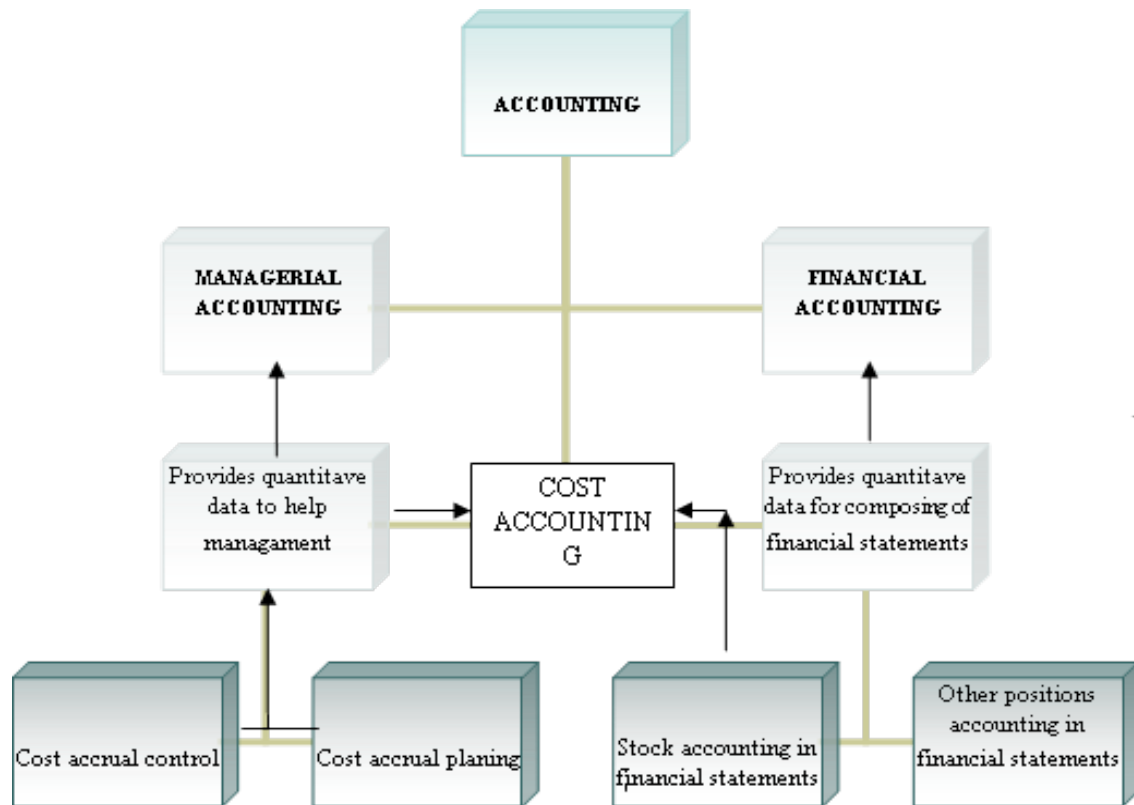 ACCOUNTING
MANAGERIAL
ACCOUNTING
FINANCIAL
ACCOUNTING
Provides quantitave
data to help
managament
COST
ACCOUNTIN
G
Provides quantitave
data for composing of
financial statements
Cost accrual control
Cost accrual planing
Stock accounting in
financial statements
Other positions
accounting in
financial statements